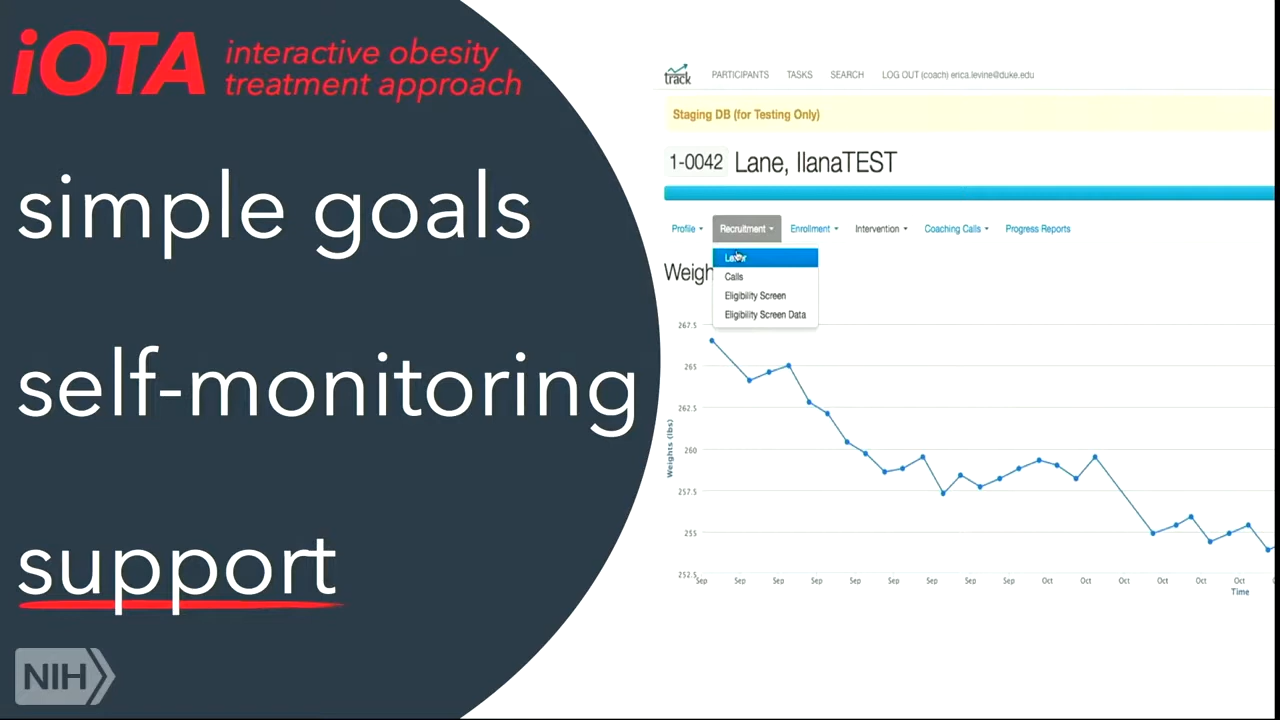 iOTA interactive obesity
treatment approach
simple goals
self-monitoring
support
NIH
track PARTICIPANTS TASKS SEARCH LOG OUT (coach) erica.levine@duke.edu
Staging DB (for Testing Only)
1-0042 Lane, IlanaTEST
Profile Recruitment Enrollment Intervention Coaching Calls Progress Reports
Calls
Eligibility Screen
Eligibility Screen Data
267.5
265
262.5
260
257.5
255
252.5
Weights (lbs)
Sep Sep Sep Sep Sep Sep Sep Sep Sep Oct Oct Oct Oct Oct Oct
Time